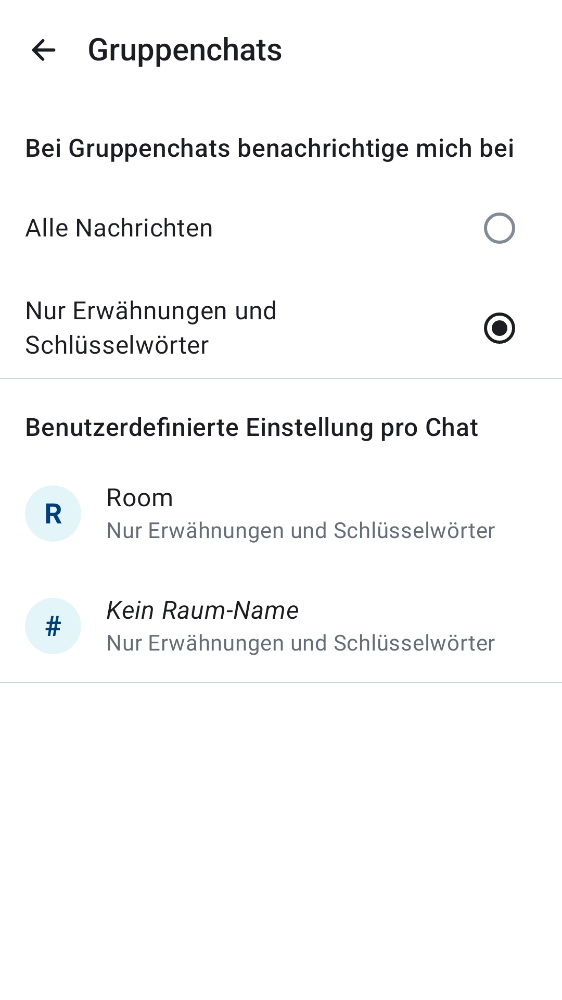 Gruppenchats
Bei Gruppenchats benachrichtige mich bei
Alle Nachrichten
Nur Erwähnungen und
Schlüsselwörter
Benutzerdefinierte Einstellung pro Chat
R
Room
Nur Erwähnungen und Schlüsselwörter
#
Kein Raum-Name
Nur Erwähnungen und Schlüsselwörter